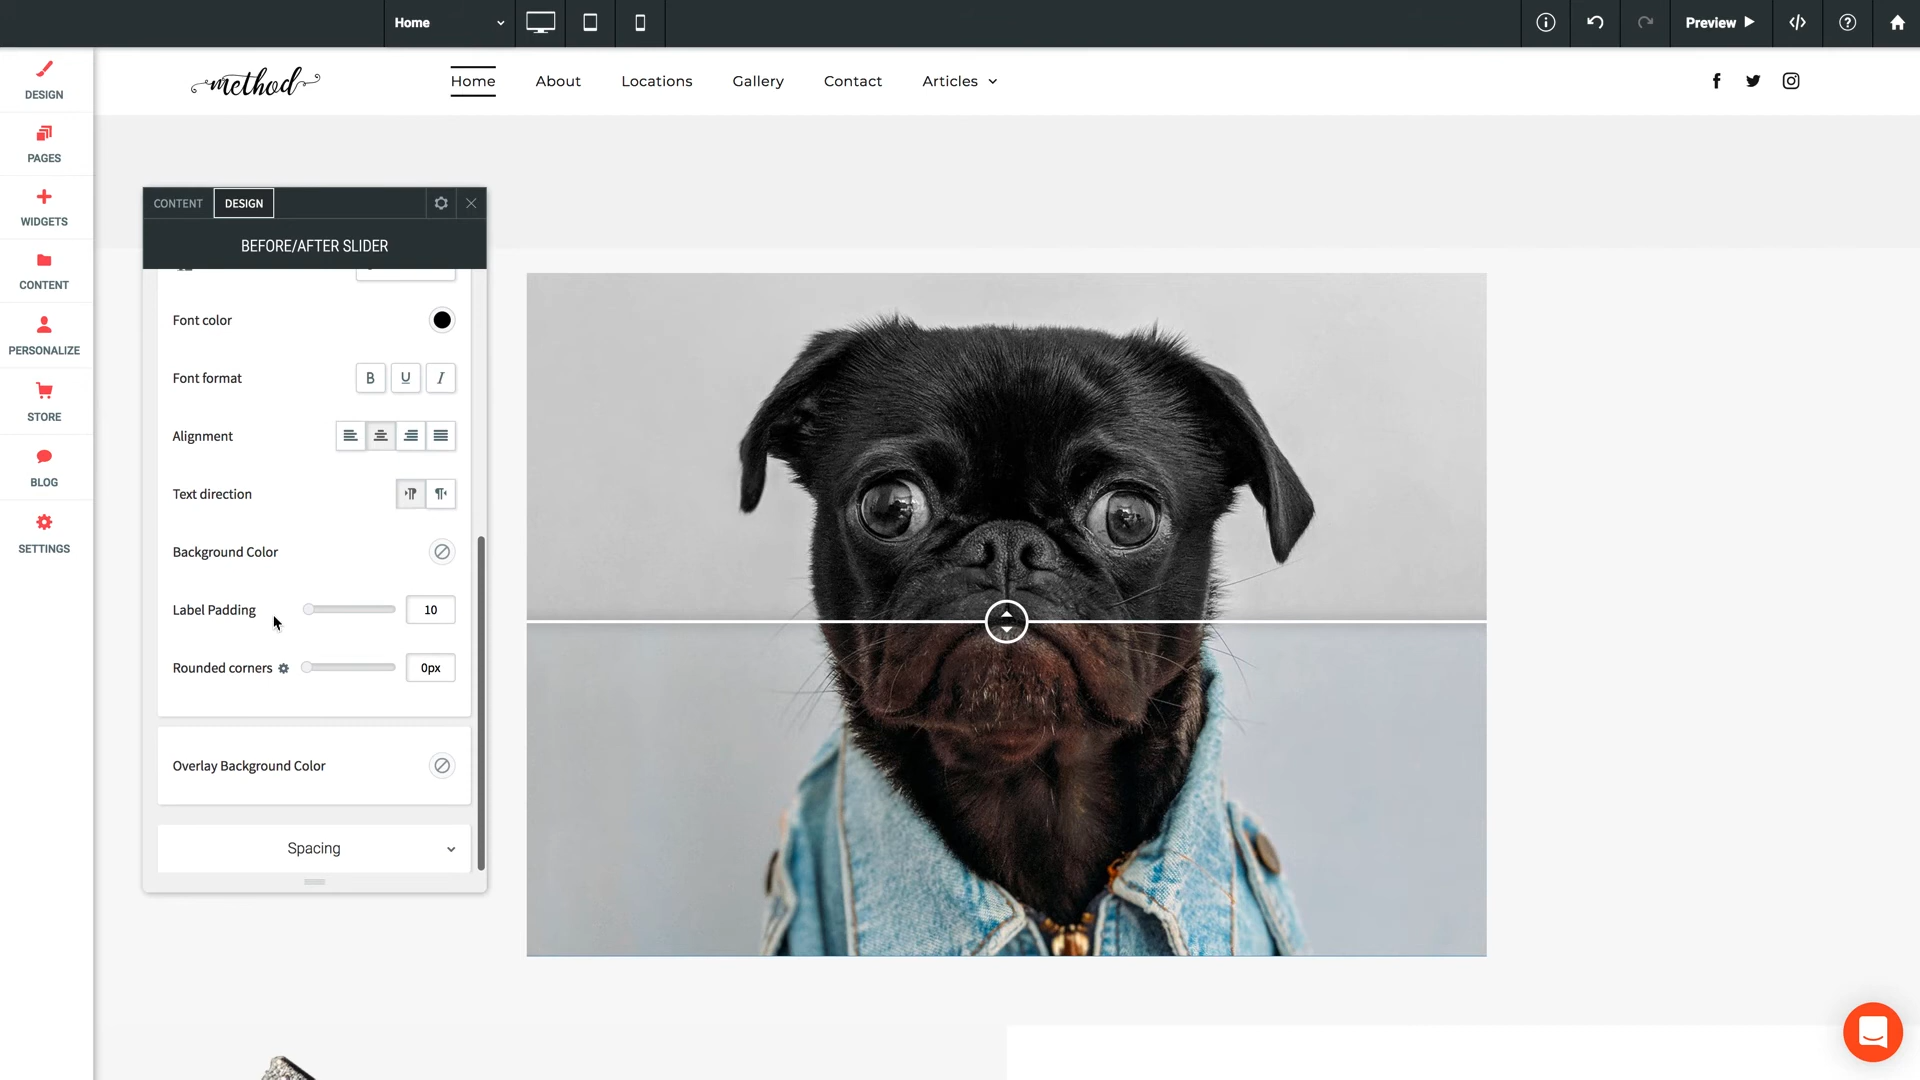 Home
Preview
DESIGN
PAGES
WIDGETS
CONTENT
PERSONALIZE
STORE
BLOG
SETTINGS
method
Home About Locations Gallery Contact Articles
CONTENT DESIGN
BEFORE/AFTER SLIDER
Font color
Font format B U I
Alignment
Text direction
Background Color
Label Padding 10
Rounded corners 0px
Overlay Background Color
Spacing